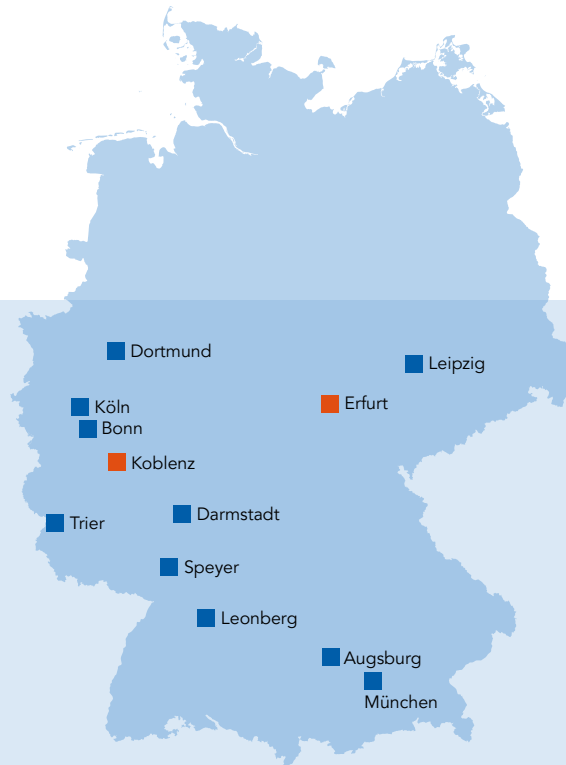 Dortmund
Leipzig
Erfurt
Köln
Bonn
Koblenz
Darmstadt
Trier
Speyer
Leonberg
Augsburg
München